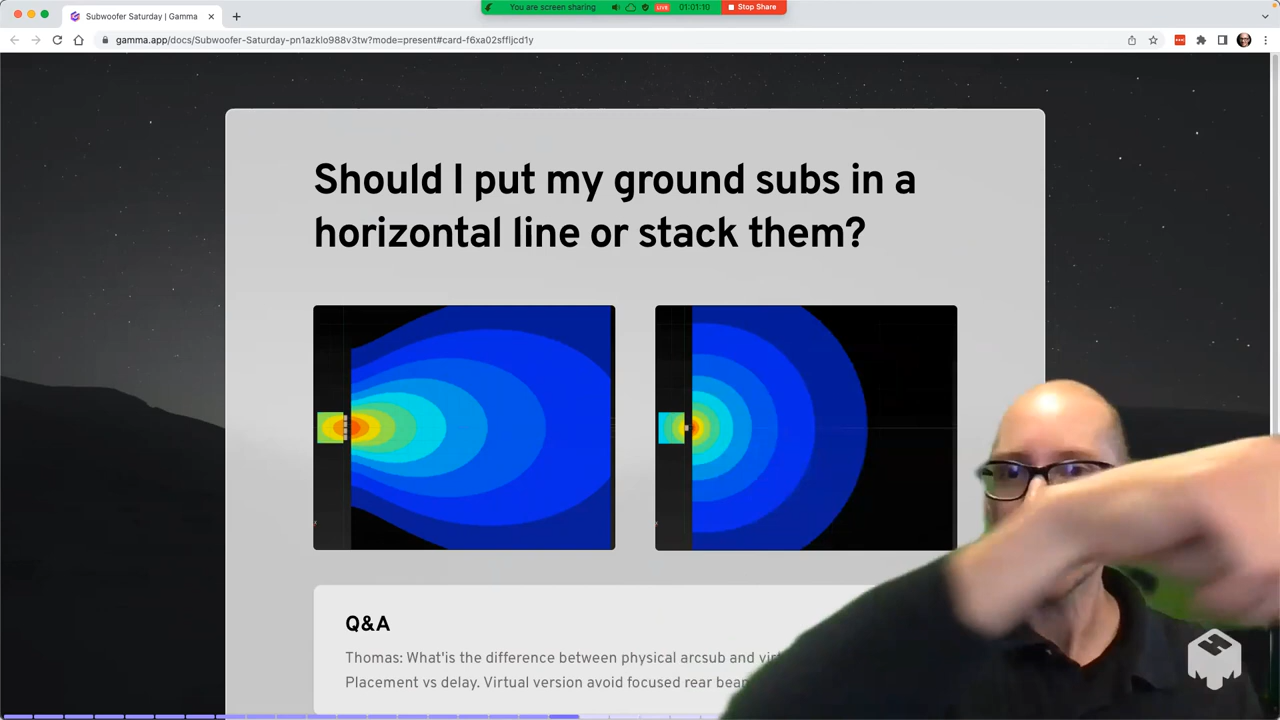 Subwoofer Saturday | Gamma
You are screen sharing
LIVE
01:01:10
Stop Share
gamma.app/docs/Subwoofer-Saturday-pn1azklo988v3tw?mode=present#card-f6xa02sffljcd1y
Should I put my ground subs in a
horizontal line or stack them?
Q&A
Thomas: What'is the difference between physical arcsub and
Placement vs delay. Virtual version avoid focused rear